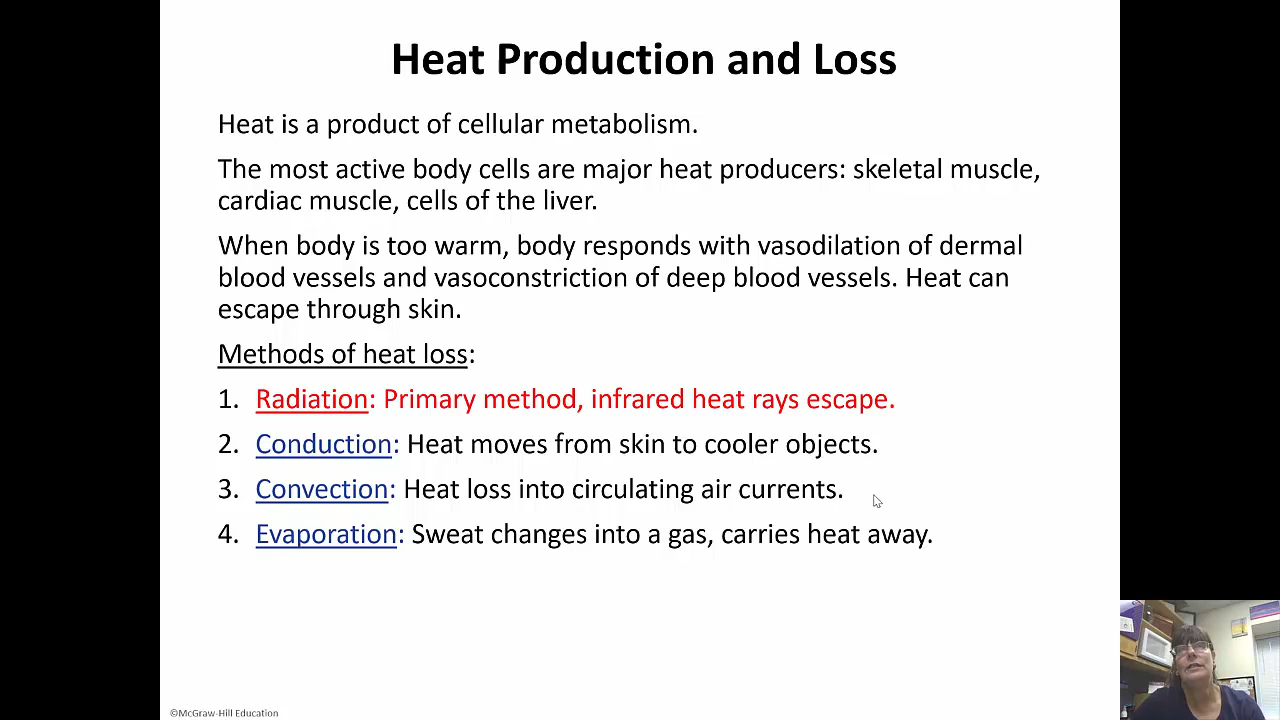 Heat Production and Loss
Heat is a product of cellular metabolism.
The most active body cells are major heat producers: skeletal muscle,
cardiac muscle, cells of the liver.
When body is too warm, body responds with vasodilation of dermal
blood vessels and vasoconstriction of deep blood vessels. Heat can
escape through skin.
Methods of heat loss:
1. Radiation: Primary method, infrared heat rays escape.
2. Conduction: Heat moves from skin to cooler objects.
3. Convection: Heat loss into circulating air currents.
4. Evaporation: Sweat changes into a gas, carries heat away.
©McGraw-Hill Education